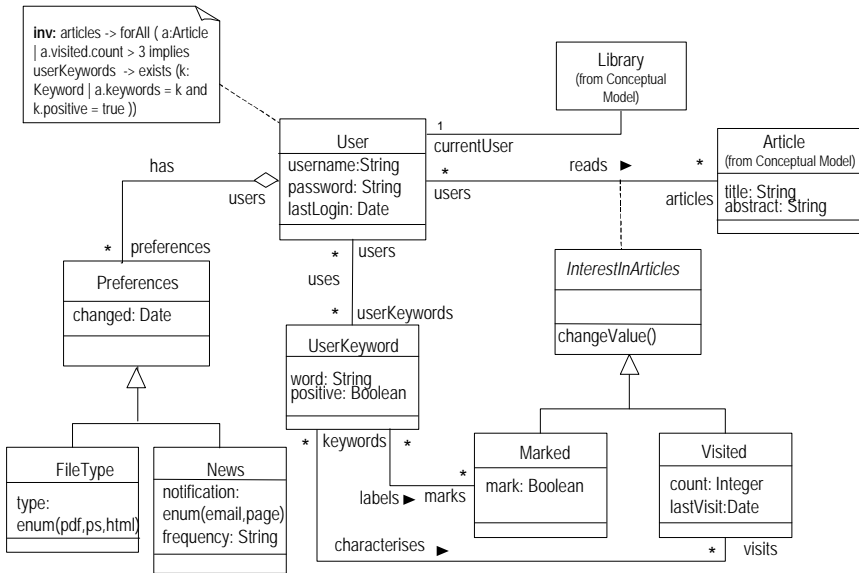 inv: articles -> forAll ( a:Article
| a.visited.count > 3 implies
userKeywords -> exists (k:
Keyword | a.keywords = k and
k.positive = true ))
Library
(from Conceptual
Model)
User
username:String
password: String
lastLogin: Date
1
currentUser
*
users
reads
*
articles
Article
(from Conceptual Model)
title: String
abstract: String
has
users
*
preferences
Preferences
changed: Date
*
users
uses
*
userKeywords
InterestInArticles
changeValue()
UserKeyword
word: String
positive: Boolean
*
keywords
*
FileType
type:
enum(pdf,ps,html)
News
notification:
enum(email,page)
frequency: String
Marked
mark: Boolean
Visited
count: Integer
lastVisit:Date
labels
*
marks
characterises
*
visits